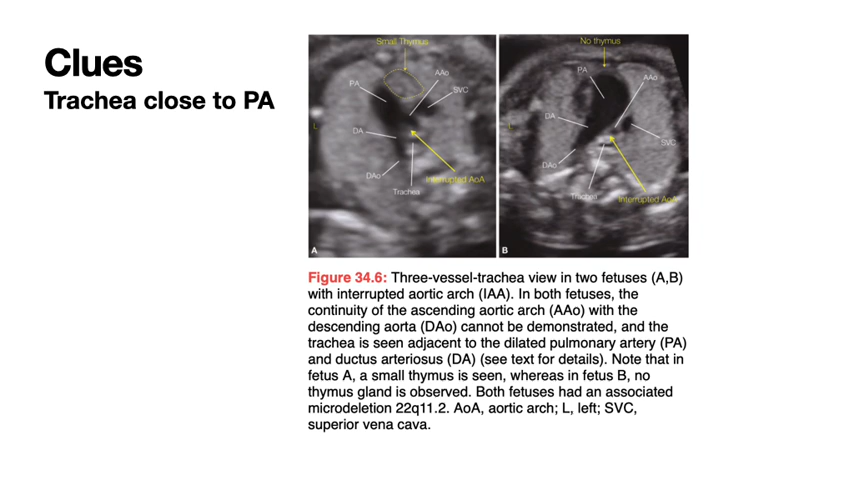 Clues
Trachea close to PA
Small Thymus
PA
AAo
SVC
L
DA
DAo
Trachea
Interrupted AoA
A
No thymus
PA
AAo
L
DA
SVC
DAo
Trachea
Interrupted AoA
B
Figure 34.6: Three-vessel-trachea view in two fetuses (A,B)
with interrupted aortic arch (IAA). In both fetuses, the
continuity of the ascending aortic arch (AAo) with the
descending aorta (DAo) cannot be demonstrated, and the
trachea is seen adjacent to the dilated pulmonary artery (PA)
and ductus arteriosus (DA) (see text for details). Note that in
fetus A, a small thymus is seen, whereas in fetus B, no
thymus gland is observed. Both fetuses had an associated
microdeletion 22q11.2. AoA, aortic arch; L, left; SVC,
superior vena cava.